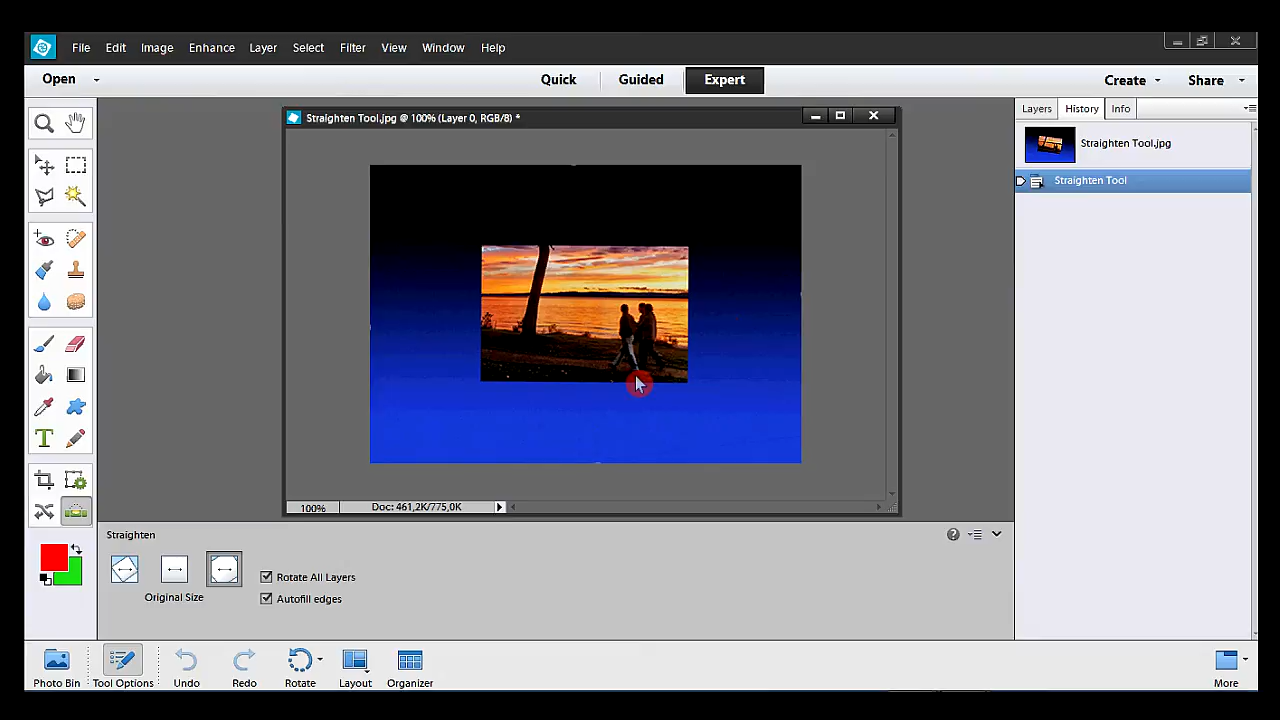 File Edit Image Enhance Layer Select Filter View Window Help
Open Quick Guided Expert Create Share
Straighten Tool.jpg @ 100% (Layer 0, RGB/8) *
Layers History Info
Straighten Tool.jpg
Straighten Tool
T
100% Doc: 461,2K/775,0K
Straighten
Rotate All Layers
Original Size
Autofill edges
Photo Bin Tool Options Undo Redo Rotate Layout Organizer More